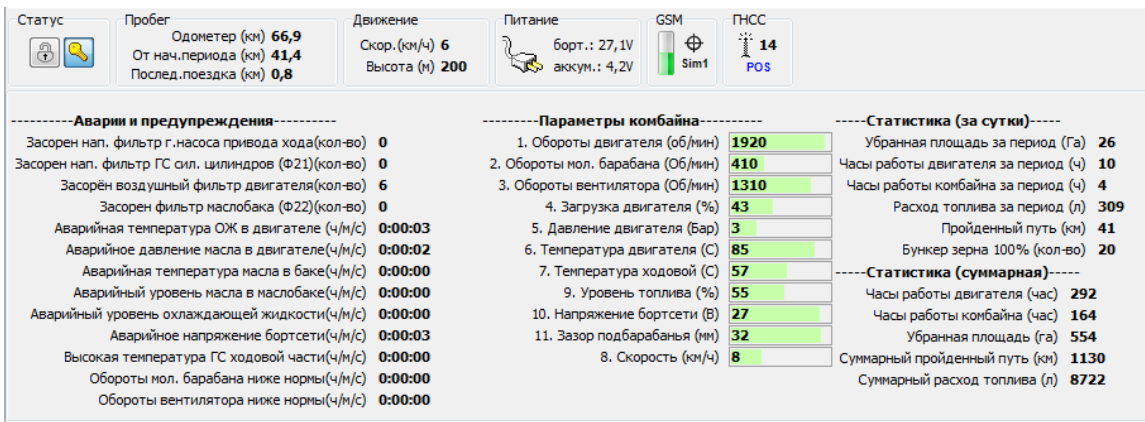 Статус
Пробег
Одометер (км) 66,9
От нач.периода (км) 41,4
Послед.поездка (км) 0,8
Движение
Скор.(км/ч) 6
Высота (м) 200
Питание
борт.: 27,1V
аккум.: 4,2V
GSM
Sim1
ГНСС
14
POS
----------Аварии и предупреждения----------
Засорен нап. фильтр г.насоса привода хода(кол-во) 0
Засорен нап. фильтр ГС сил. цилиндров (Ф21)(кол-во) 0
Засорён воздушный фильтр двигателя(кол-во) 6
Засорен фильтр маслобака (Ф22)(кол-во) 0
Аварийная температура ОЖ в двигателе (ч/м/с) 0:00:03
Аварийное давление масла в двигателе(ч/м/с) 0:00:02
Аварийная температура масла в баке(ч/м/с) 0:00:00
Аварийный уровень масла в маслобаке(ч/м/с) 0:00:00
Аварийный уровень охлаждающей жидкости(ч/м/с) 0:00:00
Аварийное напряжение бортсети(ч/м/с) 0:00:03
Высокая температура ГС ходовой части(ч/м/с) 0:00:00
Обороты мол. барабана ниже нормы(ч/м/с) 0:00:00
Обороты вентилятора ниже нормы(ч/м/с) 0:00:00
---------Параметры комбайна----------
1. Обороты двигателя (об/мин) 1920
2. Обороты мол. барабана (Об/мин) 410
3. Обороты вентилятора (Об/мин) 1310
4. Загрузка двигателя (%) 43
5. Давление двигателя (Бар) 3
6. Температура двигателя (С) 85
7. Температура ходовой (С) 57
9. Уровень топлива (%) 55
10. Напряжение бортсети (В) 27
11. Зазор подбарабанья (мм) 32
8. Скорость (км/ч) 8
-----Статистика (за сутки)-----
Убранная площадь за период (Га) 26
Часы работы двигателя за период (ч) 10
Часы работы комбайна за период (ч) 4
Расход топлива за период (л) 309
Пройденный путь (км) 41
Бункер зерна 100% (кол-во) 20
-----Статистика (суммарная)-----
Часы работы двигателя (час) 292
Часы работы комбайна (час) 164
Убранная площадь (га) 554
Суммарный пройденный путь (км) 1130
Суммарный расход топлива (л) 8722